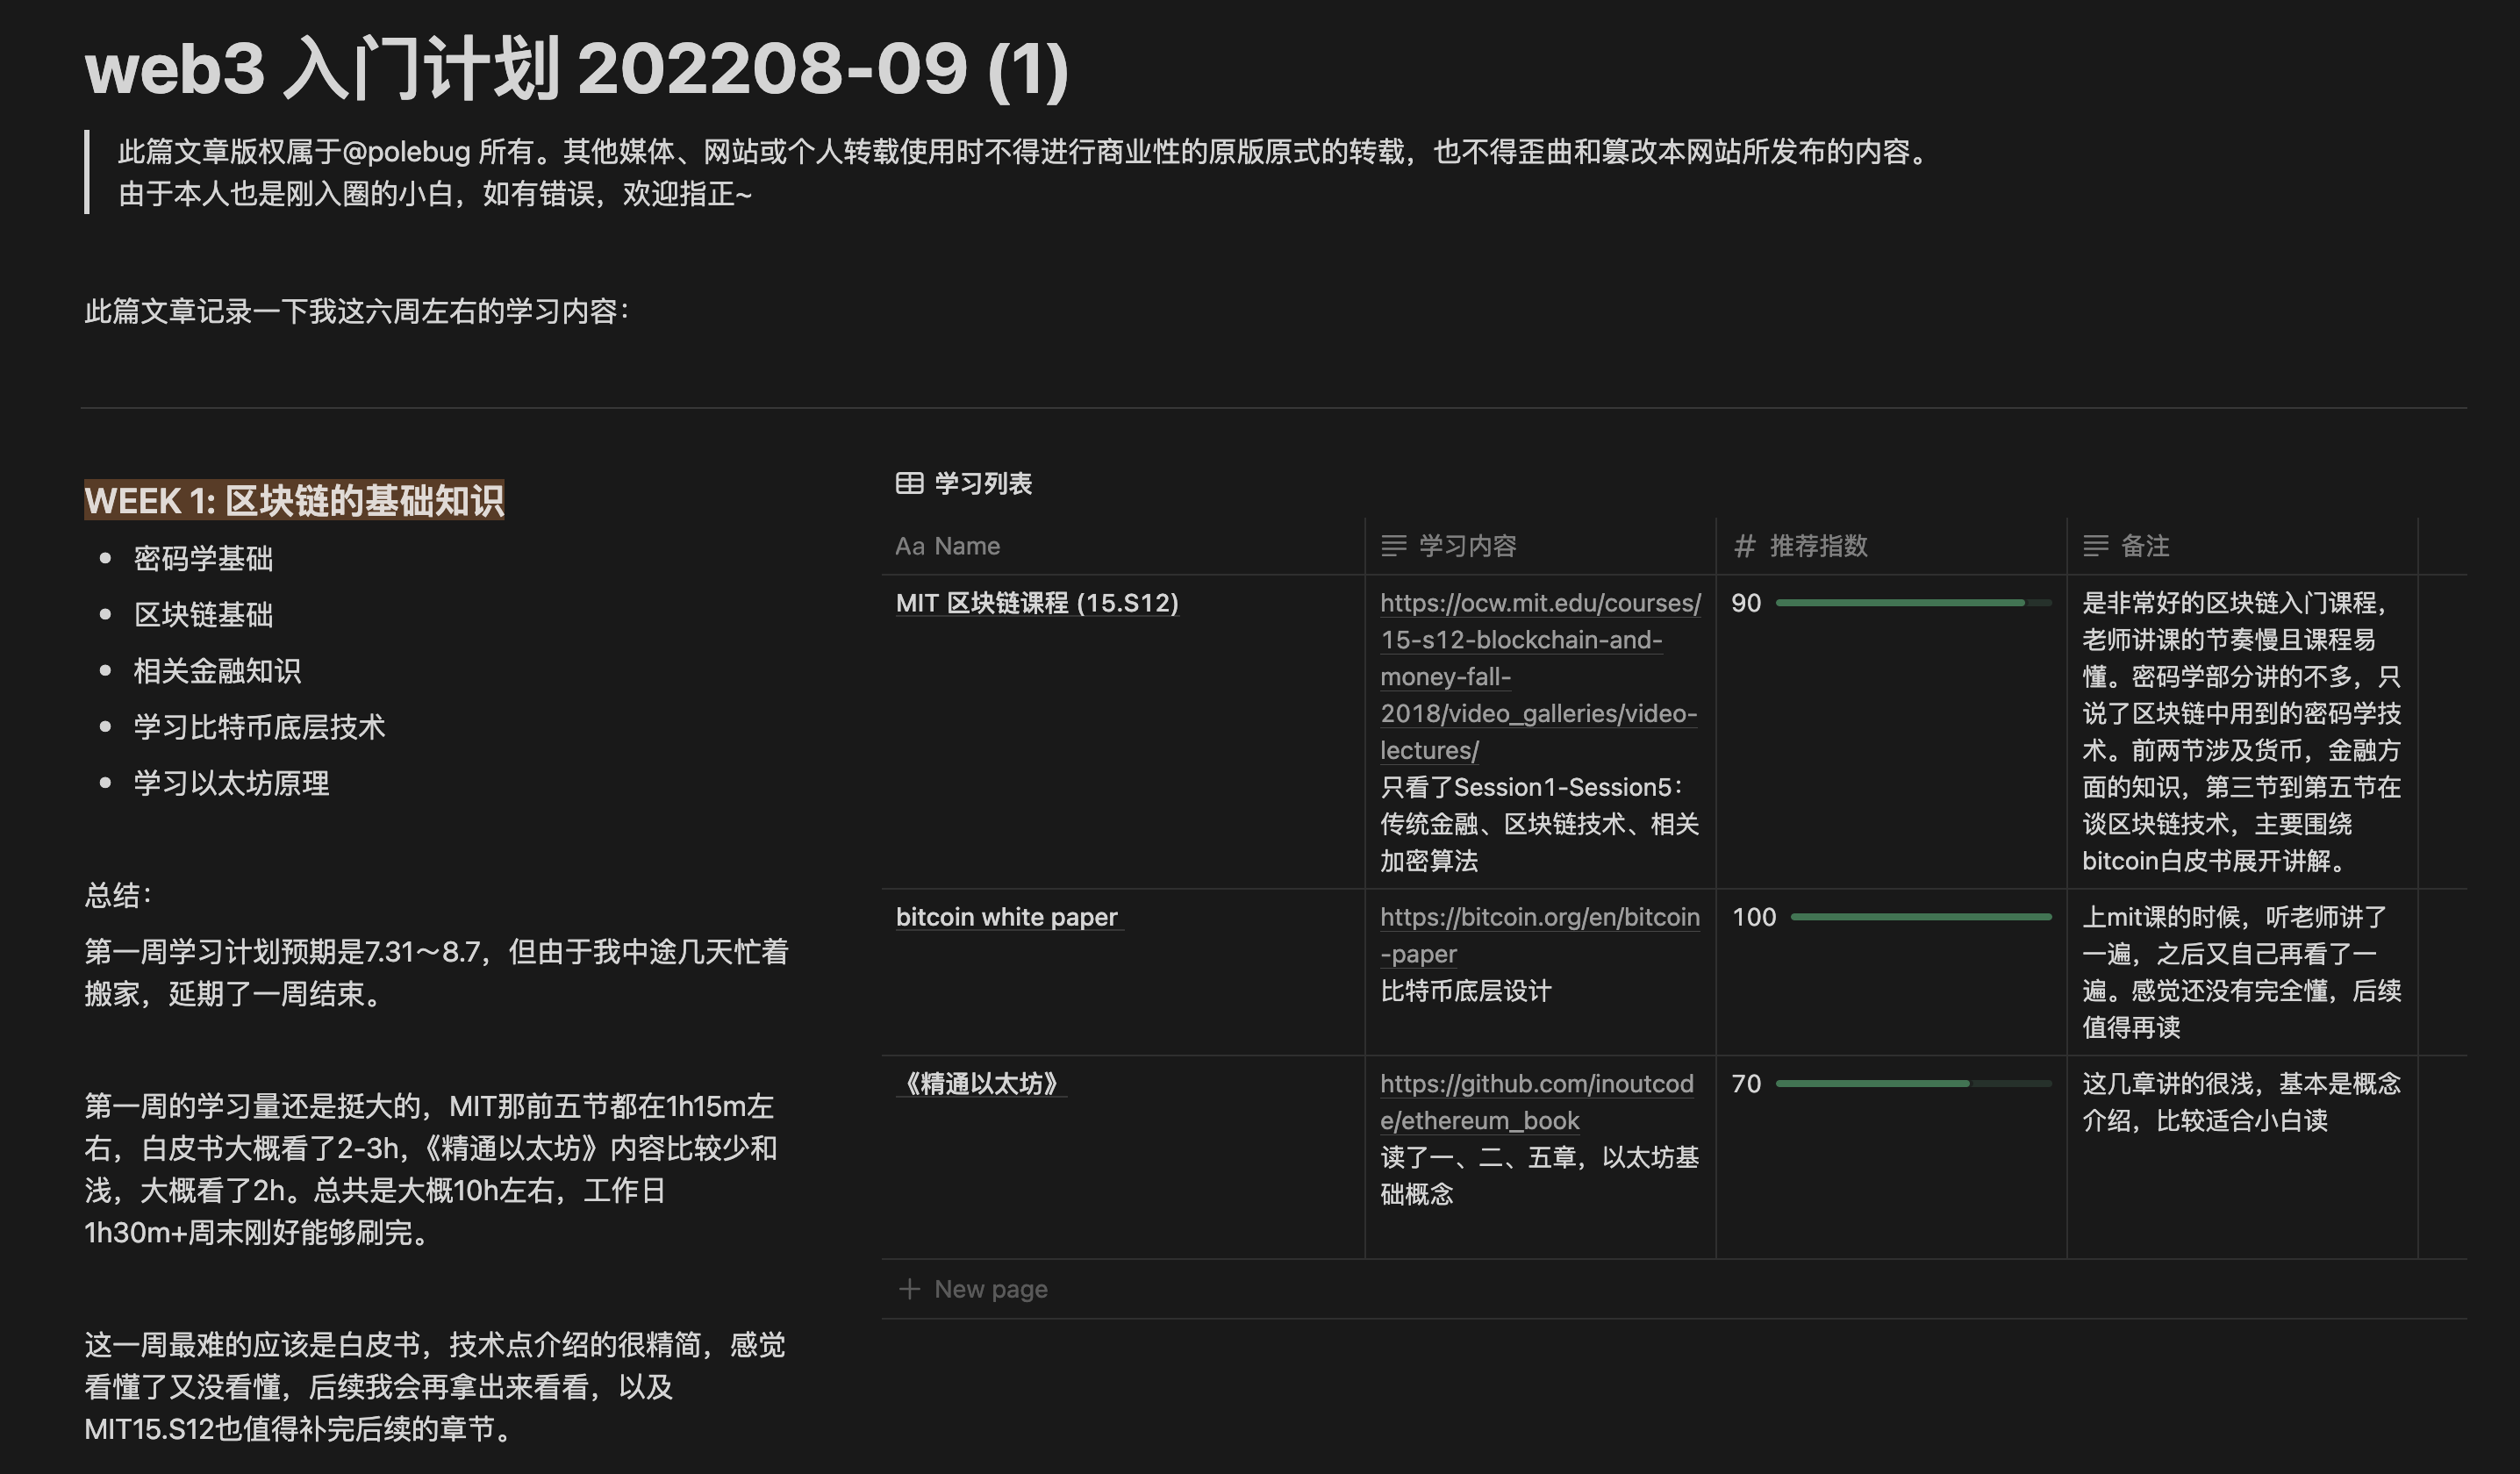 web3 入门计划 202208-09 (1)
此篇文章版权属于@polebug 所有。其他媒体、网站或个人转载使用时不得进行商业性的原版原式的转载，也不得歪曲和篡改本网站所发布的内容。
由于本人也是刚入圈的小白，如有错误，欢迎指正~
此篇文章记录一下我这六周左右的学习内容：
WEEK 1: 区块链的基础知识
• 密码学基础
• 区块链基础
• 相关金融知识
• 学习比特币底层技术
• 学习以太坊原理
总结：
第一周学习计划预期是7.31～8.7，但由于我中途几天忙着
搬家，延期了一周结束。
第一周的学习量还是挺大的，MIT那前五节都在1h15m左
右，白皮书大概看了2-3h，《精通以太坊》内容比较少和
浅，大概看了2h。总共是大概10h左右，工作日
1h30m+周末刚好能够刷完。
这一周最难的应该是白皮书，技术点介绍的很精简，感觉
看懂了又没看懂，后续我会再拿出来看看，以及
MIT15.S12也值得补完后续的章节。
学习列表
Aa Name
学习内容
# 推荐指数
备注
MIT 区块链课程 (15.S12)
https://ocw.mit.edu/courses/
15-s12-blockchain-and-
money-fall-
2018/video_galleries/video-
lectures/
只看了Session1-Session5：
传统金融、区块链技术、相关
加密算法
90
是非常好的区块链入门课程，
老师讲课的节奏慢且课程易
懂。密码学部分讲的不多，只
说了区块链中用到的密码学技
术。前两节涉及货币，金融方
面的知识，第三节到第五节在
谈区块链技术，主要围绕
bitcoin白皮书展开讲解。
bitcoin white paper
https://bitcoin.org/en/bitcoin
-paper
比特币底层设计
100
上mit课的时候，听老师讲了
一遍，之后又自己再看了一
遍。感觉还没有完全懂，后续
值得再读
《精通以太坊》
https://github.com/inoutcod
e/ethereum_book
读了一、二、五章，以太坊基
础概念
70
这几章讲的很浅，基本是概念
介绍，比较适合小白读
+ New page